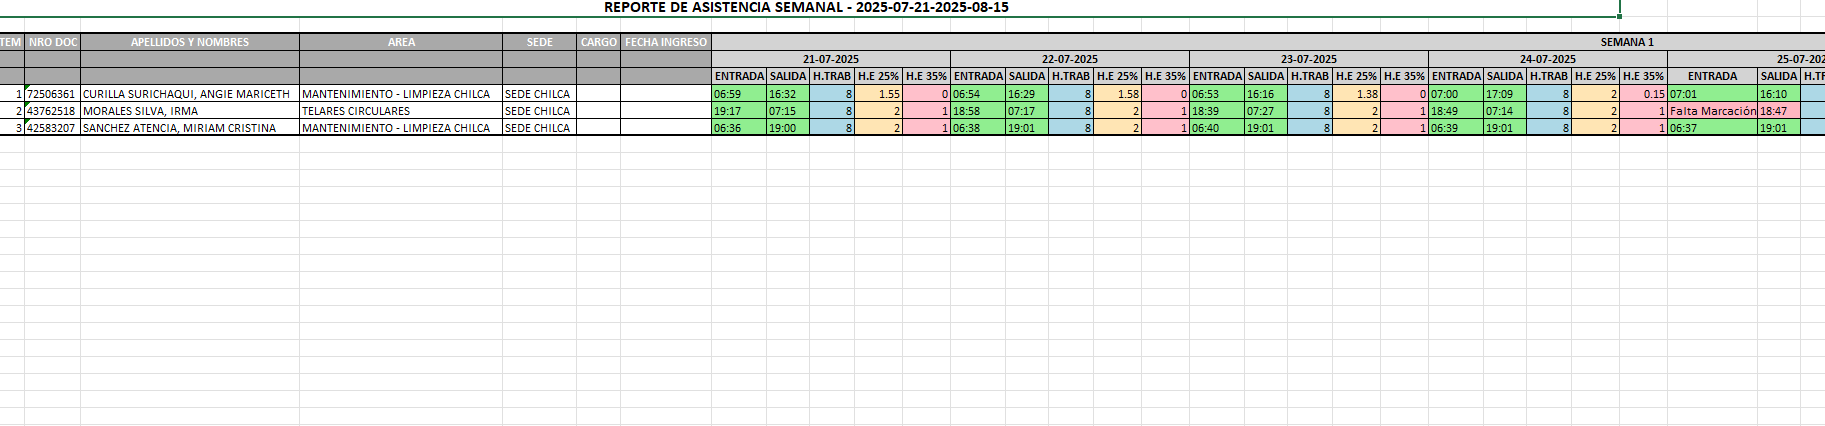 REPORTE DE ASISTENCIA SEMANAL - 2025-07-21-2025-08-15
TEM NRO DOC APELLIDOS Y NOMBRES AREA SEDE CARGO FECHA INGRESO SEMANA 1
21-07-2025 22-07-2025 23-07-2025 24-07-2025 25-07-202
ENTRADA SALIDA H.TRAB H.E 25% H.E 35% ENTRADA SALIDA H.TRAB H.E 25% H.E 35% ENTRADA SALIDA H.TRAB H.E 25% H.E 35% ENTRADA SALIDA H.TRAB H.E 25% H.E 35% ENTRADA SALIDA H.TF
1 72506361 CURILLA SURICHAQUI, ANGIE MARICETH MANTENIMIENTO - LIMPIEZA CHILCA SEDE CHILCA 06:59 16:32 8 1.55 0 06:54 16:29 8 1.58 0 06:53 16:16 8 1.38 0 07:00 17:09 8 2 0.15 07:01 16:10
2 43762518 MORALES SILVA, IRMA TELARES CIRCULARES SEDE CHILCA 19:17 07:15 8 2 1 18:58 07:17 8 2 1 18:39 07:27 8 2 1 18:49 07:14 8 2 1 Falta Marcación 18:47
3 42583207 SANCHEZ ATENCIA, MIRIAM CRISTINA MANTENIMIENTO - LIMPIEZA CHILCA SEDE CHILCA 06:36 19:00 8 2 1 06:38 19:01 8 2 1 06:40 19:01 8 2 1 06:39 19:01 8 2 1 06:37 19:01